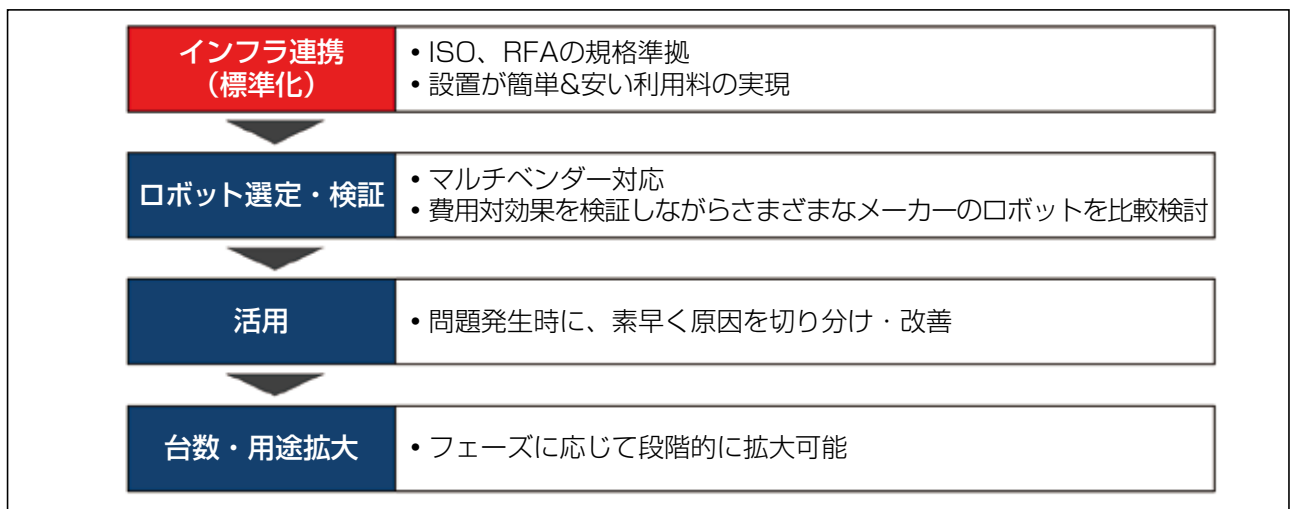 インフラ連携
（標準化）
•ISO、RFAの規格準拠
•設置が簡単&安い利用料の実現
ロボット選定・検証
•マルチベンダー対応
•費用対効果を検証しながらさまざまなメーカーのロボットを比較検討
活用
•問題発生時に、素早く原因を切り分け・改善
台数・用途拡大
•フェーズに応じて段階的に拡大可能